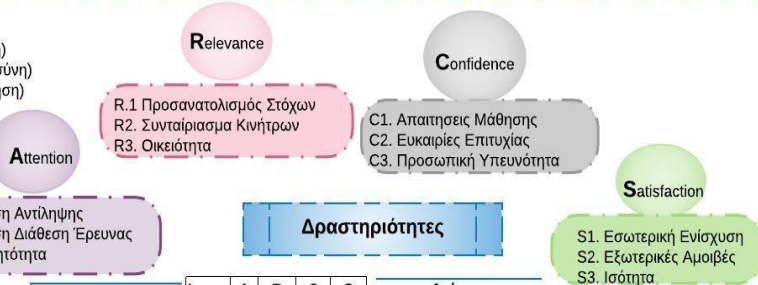 Relevance
Confidence
R.1 Προσανατολισμός Στόχων
R2. Συνταίριασμα Κινήτρων
R3. Οικειότητα
C1. Απαιτησεις Μάθησης
C2. Ευκαιρίες Επιτυχίας
C3. Προσωπική Υπευνότητα
Attention
Satisfaction
Αντίληψης
Διάθεση Έρευνας
Δραστηριότητες
S1. Εσωτερική Ενίσχυση
S2. Εξωτερικές Αμοιβές
S3. Ισότητα